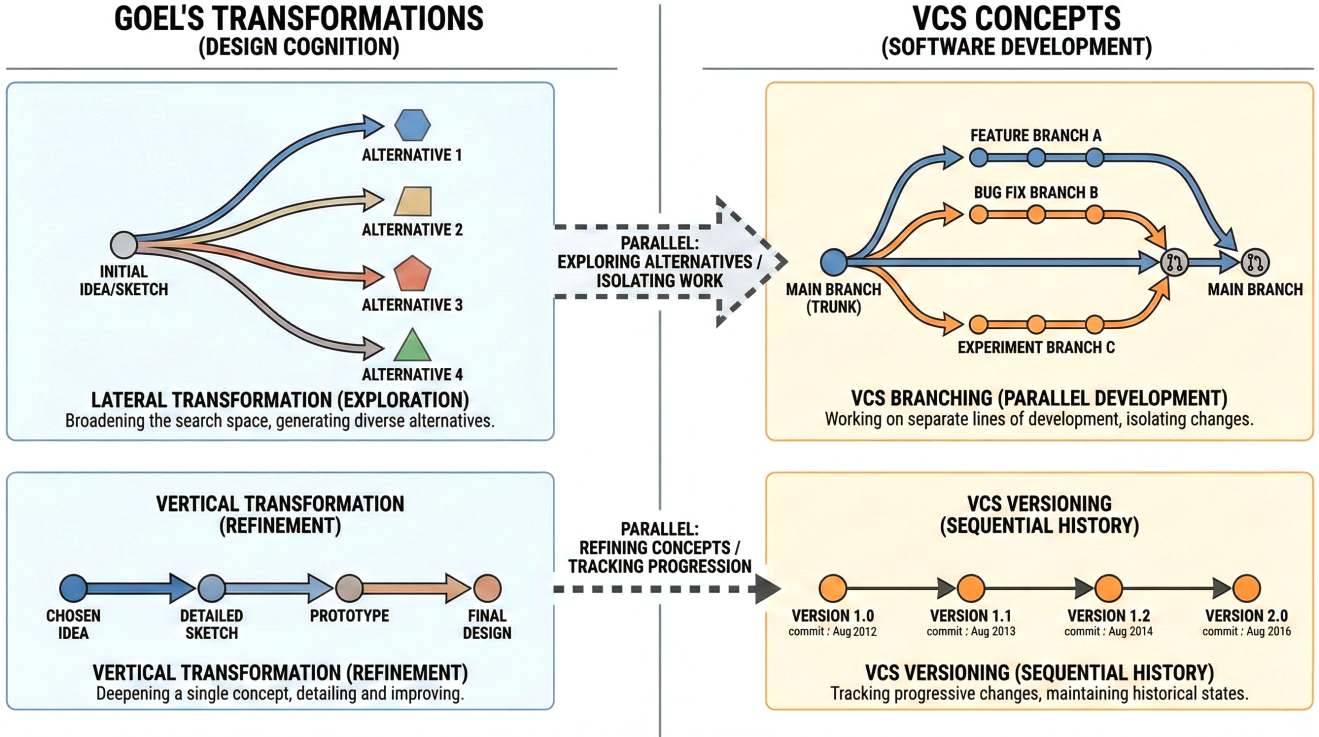 GOEL'S TRANSFORMATIONS
(DESIGN COGNITION)
ALTERNATIVE 1
ALTERNATIVE 2
INITIAL
IDEA/SKETCH
ALTERNATIVE 3
ALTERNATIVE 4
LATERAL TRANSFORMATION (EXPLORATION)
Broadening the search space, generating diverse alternatives.
PARALLEL:
EXPLORING ALTERNATIVES /
ISOLATING WORK
VCS CONCEPTS
(SOFTWARE DEVELOPMENT)
FEATURE BRANCH A
BUG FIX BRANCH B
MAIN BRANCH
(TRUNK)
MAIN BRANCH
EXPERIMENT BRANCH C
VCS BRANCHING (PARALLEL DEVELOPMENT)
Working on separate lines of development, isolating changes.
VERTICAL TRANSFORMATION
(REFINEMENT)
CHOSEN
IDEA
DETAILED
SKETCH
PROTOTYPE
FINAL
DESIGN
VERTICAL TRANSFORMATION (REFINEMENT)
Deepening a single concept, detailing and improving.
PARALLEL:
REFINING CONCEPTS /
TRACKING PROGRESSION
VCS VERSIONING
(SEQUENTIAL HISTORY)
VERSION 1.0
commit : Aug 2012
VERSION 1.1
commit : Aug 2013
VERSION 1.2
commit : Aug 2014
VERSION 2.0
commit : Aug 2016
VCS VERSIONING (SEQUENTIAL HISTORY)
Tracking progressive changes, maintaining historical states.